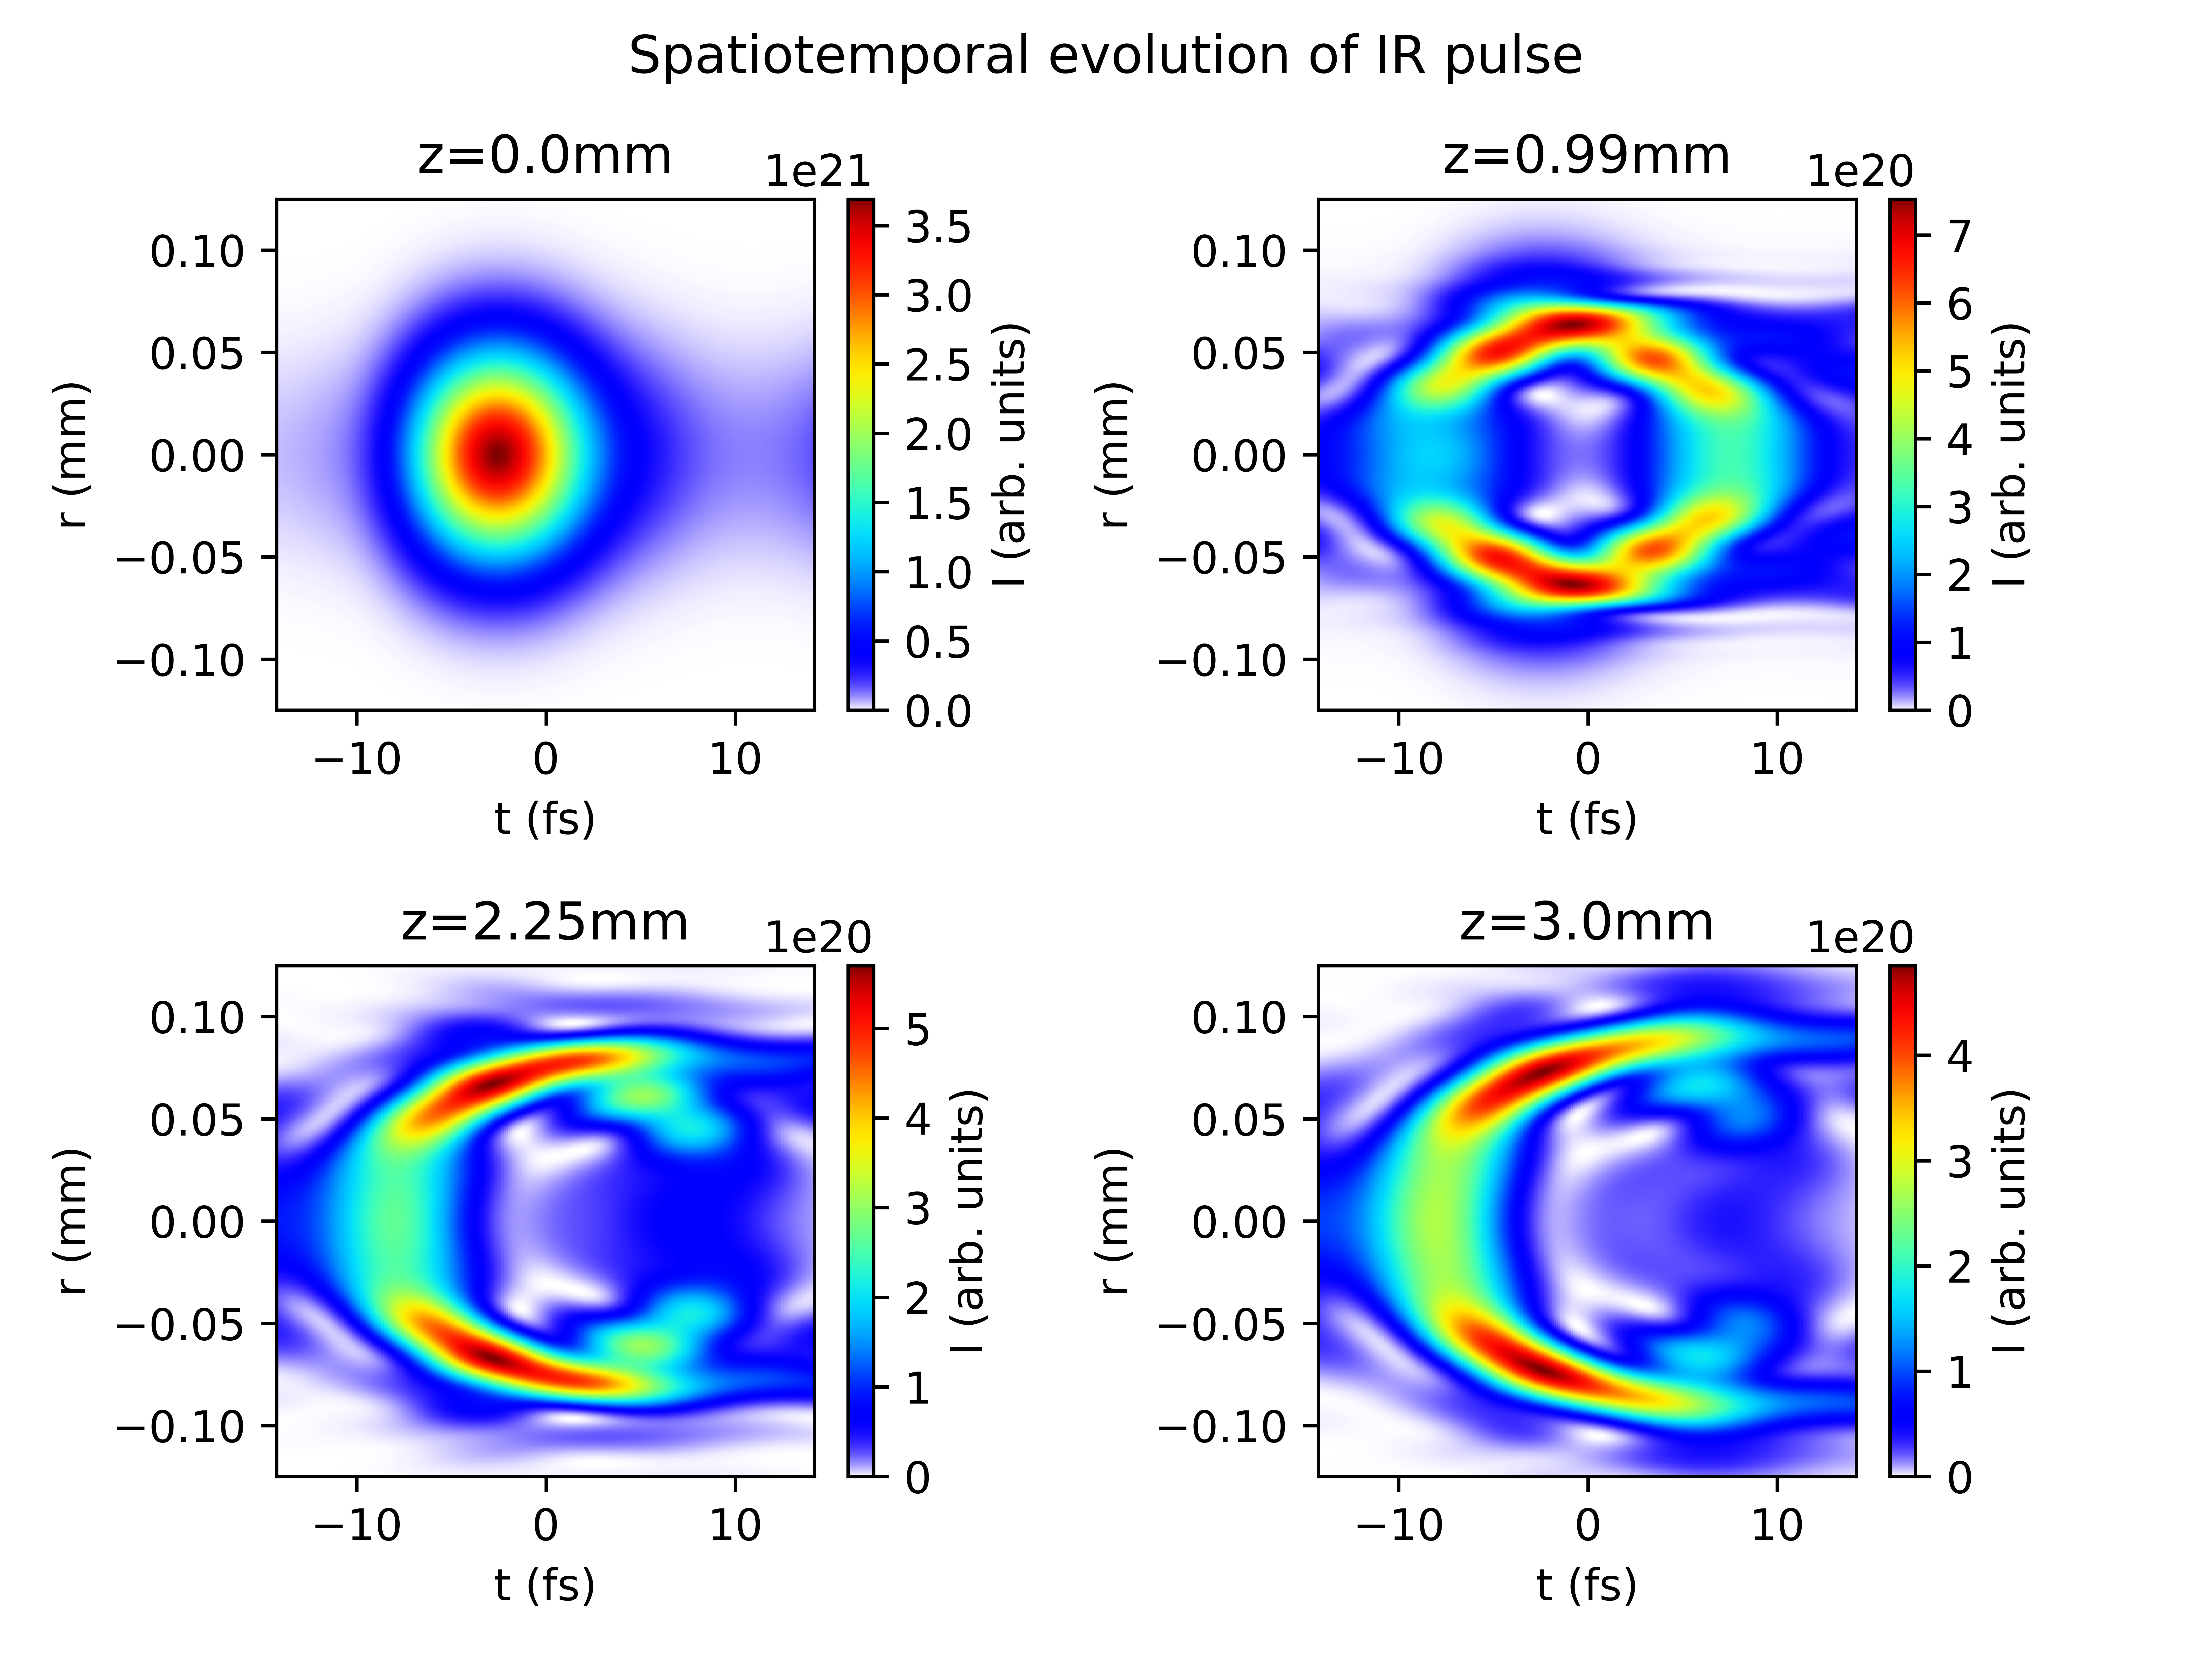 Spatiotemporal evolution of IR pulse
z=0.0mm
1e21
0.10
0.05
0.00
−0.05
−0.10
r (mm)
−10 0 10
t (fs)
3.5
3.0
2.5
2.0
1.5
1.0
0.5
0.0
I (arb. units)
z=0.99mm
1e20
0.10
0.05
0.00
−0.05
−0.10
r (mm)
−10 0 10
t (fs)
7
6
5
4
3
2
1
0
I (arb. units)
z=2.25mm
1e20
0.10
0.05
0.00
−0.05
−0.10
r (mm)
−10 0 10
t (fs)
5
4
3
2
1
0
I (arb. units)
z=3.0mm
1e20
0.10
0.05
0.00
−0.05
−0.10
r (mm)
−10 0 10
t (fs)
4
3
2
1
0
I (arb. units)